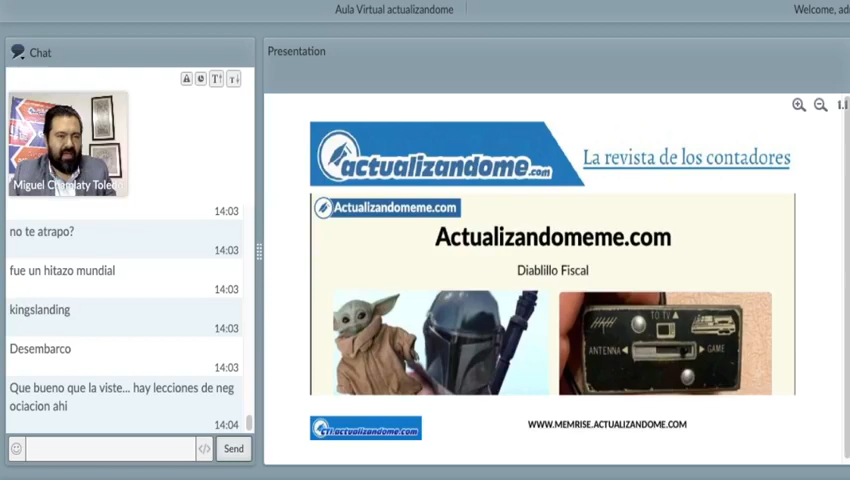 Aula Virtual actualizandome
Chat
Miguel
14:03
no te atrapo?
14:03
fue un hitazo mundial
14:03
kingslanding
14:03
Desembarco
14:03
Que bueno que la viste... hay lecciones de neg
ociacion ahi
14:04
Send
Presentation
Welcome,
actualizandome.com
La revista de los contadores
Actualizandomeme.com
Actualizandomeme.com
Diablillo Fiscal
TO TV
ANTENNA
GAME
cti.actualizandome.com
WWW.MEMRISE.ACTUALIZANDOME.COM